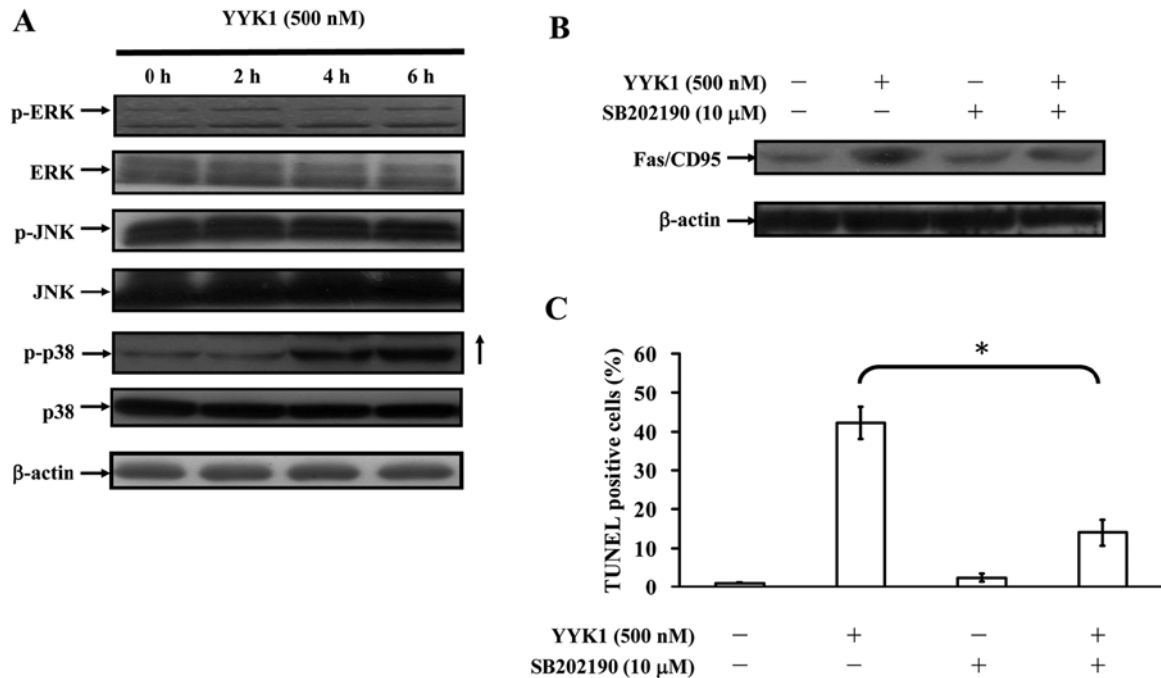 A
YYK1 (500 nM)
0 h 2 h 4 h 6 h
p-ERK
ERK
p-JNK
JNK
p-p38
p38
β-actin
B
YYK1 (500 nM) − + − +
SB202190 (10 μM) − − + +
Fas/CD95
β-actin
C
TUNEL positive cells (%)
60
50
40
30
20
10
0
*
YYK1 (500 nM) − + − +
SB202190 (10 μM) − − + +